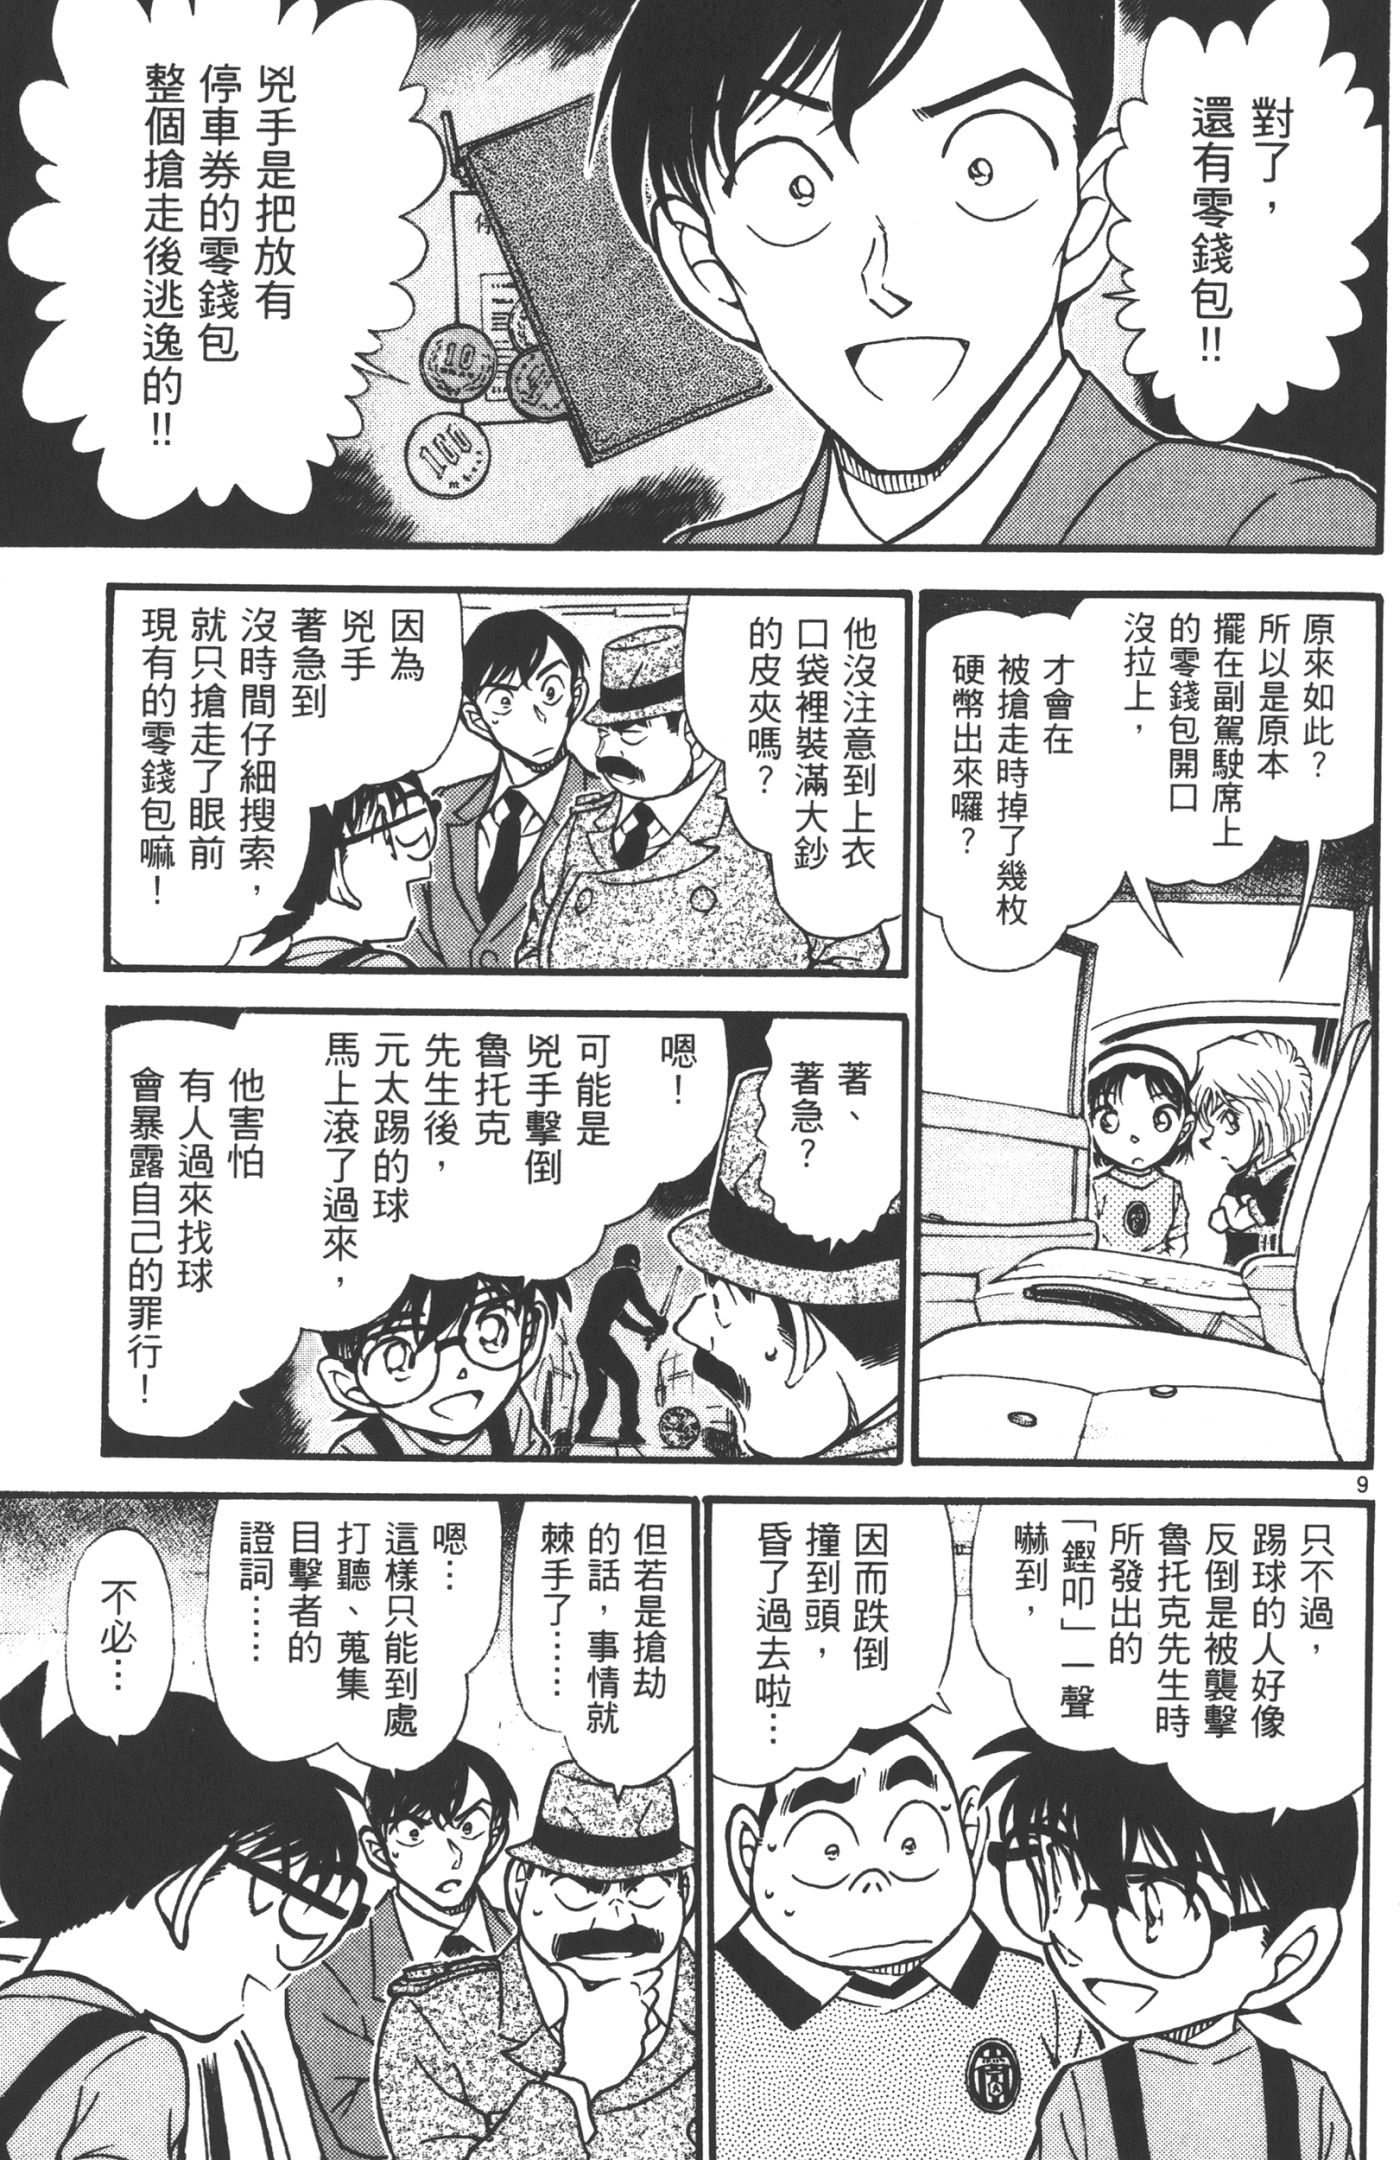 對了，
還有零錢包!!
兇手是把放有
停車券的零錢包
整個搶走後逃逸的!!
10
100
原來如此？
所以是原本
擺在副駕駛席上
的零錢包開口
沒拉上，
才會在
被搶走時掉了幾枚
硬幣出來囉？
他沒注意到上衣
口袋裡裝滿大鈔
的皮夾嗎？
因為
兇手
著急到
沒時間仔細搜索，
就只搶走了眼前
現有的零錢包嘛！
著、
著急？
嗯！
可能是
兇手擊倒
魯托克
先生後，
元太踢的球
馬上滾了過來，
他害怕
有人過來找球
會暴露自己的罪行！
9
只不過，
踢球的人好像
反倒是被襲擊
魯托克先生時
所發出的
「鏗叩」一聲
嚇到，
因而跌倒
撞到頭，
昏了過去啦…
但若是搶劫
的話，事情就
棘手了……
嗯…
這樣只能到處
打聽、蒐集
目擊者的
證詞……
不必…